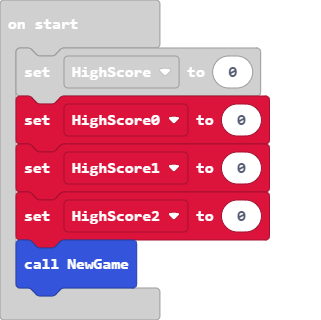 on start
set HighScore to 0
set HighScore0 to 0
set HighScore1 to 0
set HighScore2 to 0
call NewGame